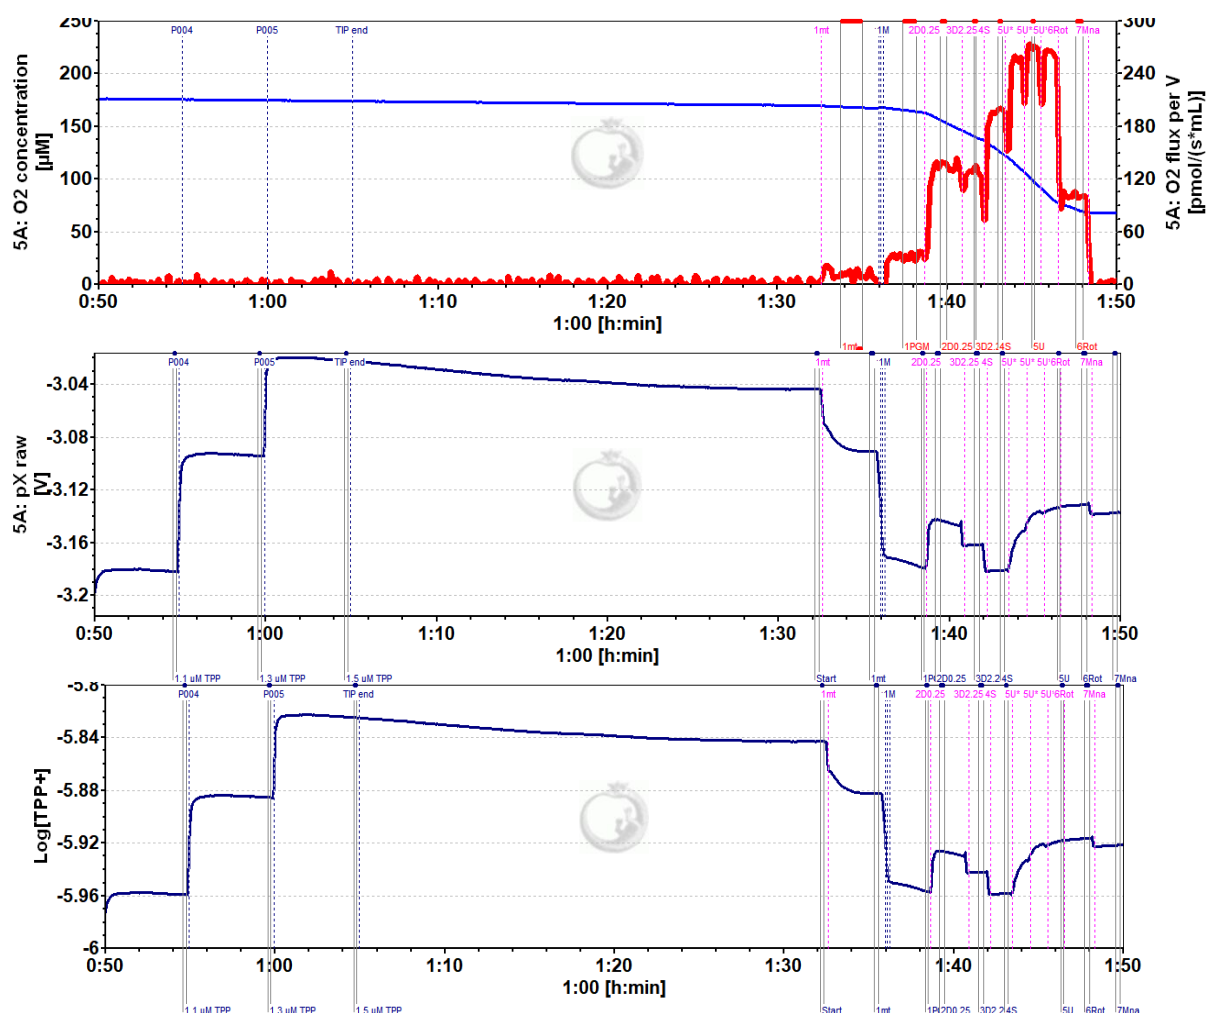 250
200
150
100
50
0
5A: O2 concentration
[µM]
P004
P005
TIP end
1mt
1M
2D0.25
3D2.25
4S
5U*
5U*
5U*
6Rot
7Mna
300
240
180
120
60
0
5A: O2 flux per V
[pmol/(s*mL)]
0:50
1:00
1:10
1:20
1:30
1:40
1:50
1:00 [h:min]
1mt
1PGM
2D0.25
3D2.2
4S
5U
6Rot
-3.04
-3.08
-3.12
-3.16
-3.2
5A: pX raw
[V]
P004
P005
TIP end
1mt
1M
2D0.25
3D2.25
4S
5U*
5U*
5U*
6Rot
7Mna
0:50
1:00
1:10
1:20
1:30
1:40
1:50
1:00 [h:min]
1.1 uM TPP
1.3 uM TPP
1.5 uM TPP
Start
1mt
2D0.25
3D2.2
4S
5U
6Rot
7Mna
-5.8
-5.84
-5.88
-5.92
-5.96
-6
Log[TPP+]
P004
P005
TIP end
1mt
1M
2D0.25
3D2.25
4S
5U*
5U*
5U*
6Rot
7Mna
0:50
1:00
1:10
1:20
1:30
1:40
1:50
1:00 [h:min]
1.1 uM TPP
1.3 uM TPP
1.5 uM TPP
Start
1mt
2D0.25
3D2.2
4S
5U
6Rot
7Mna